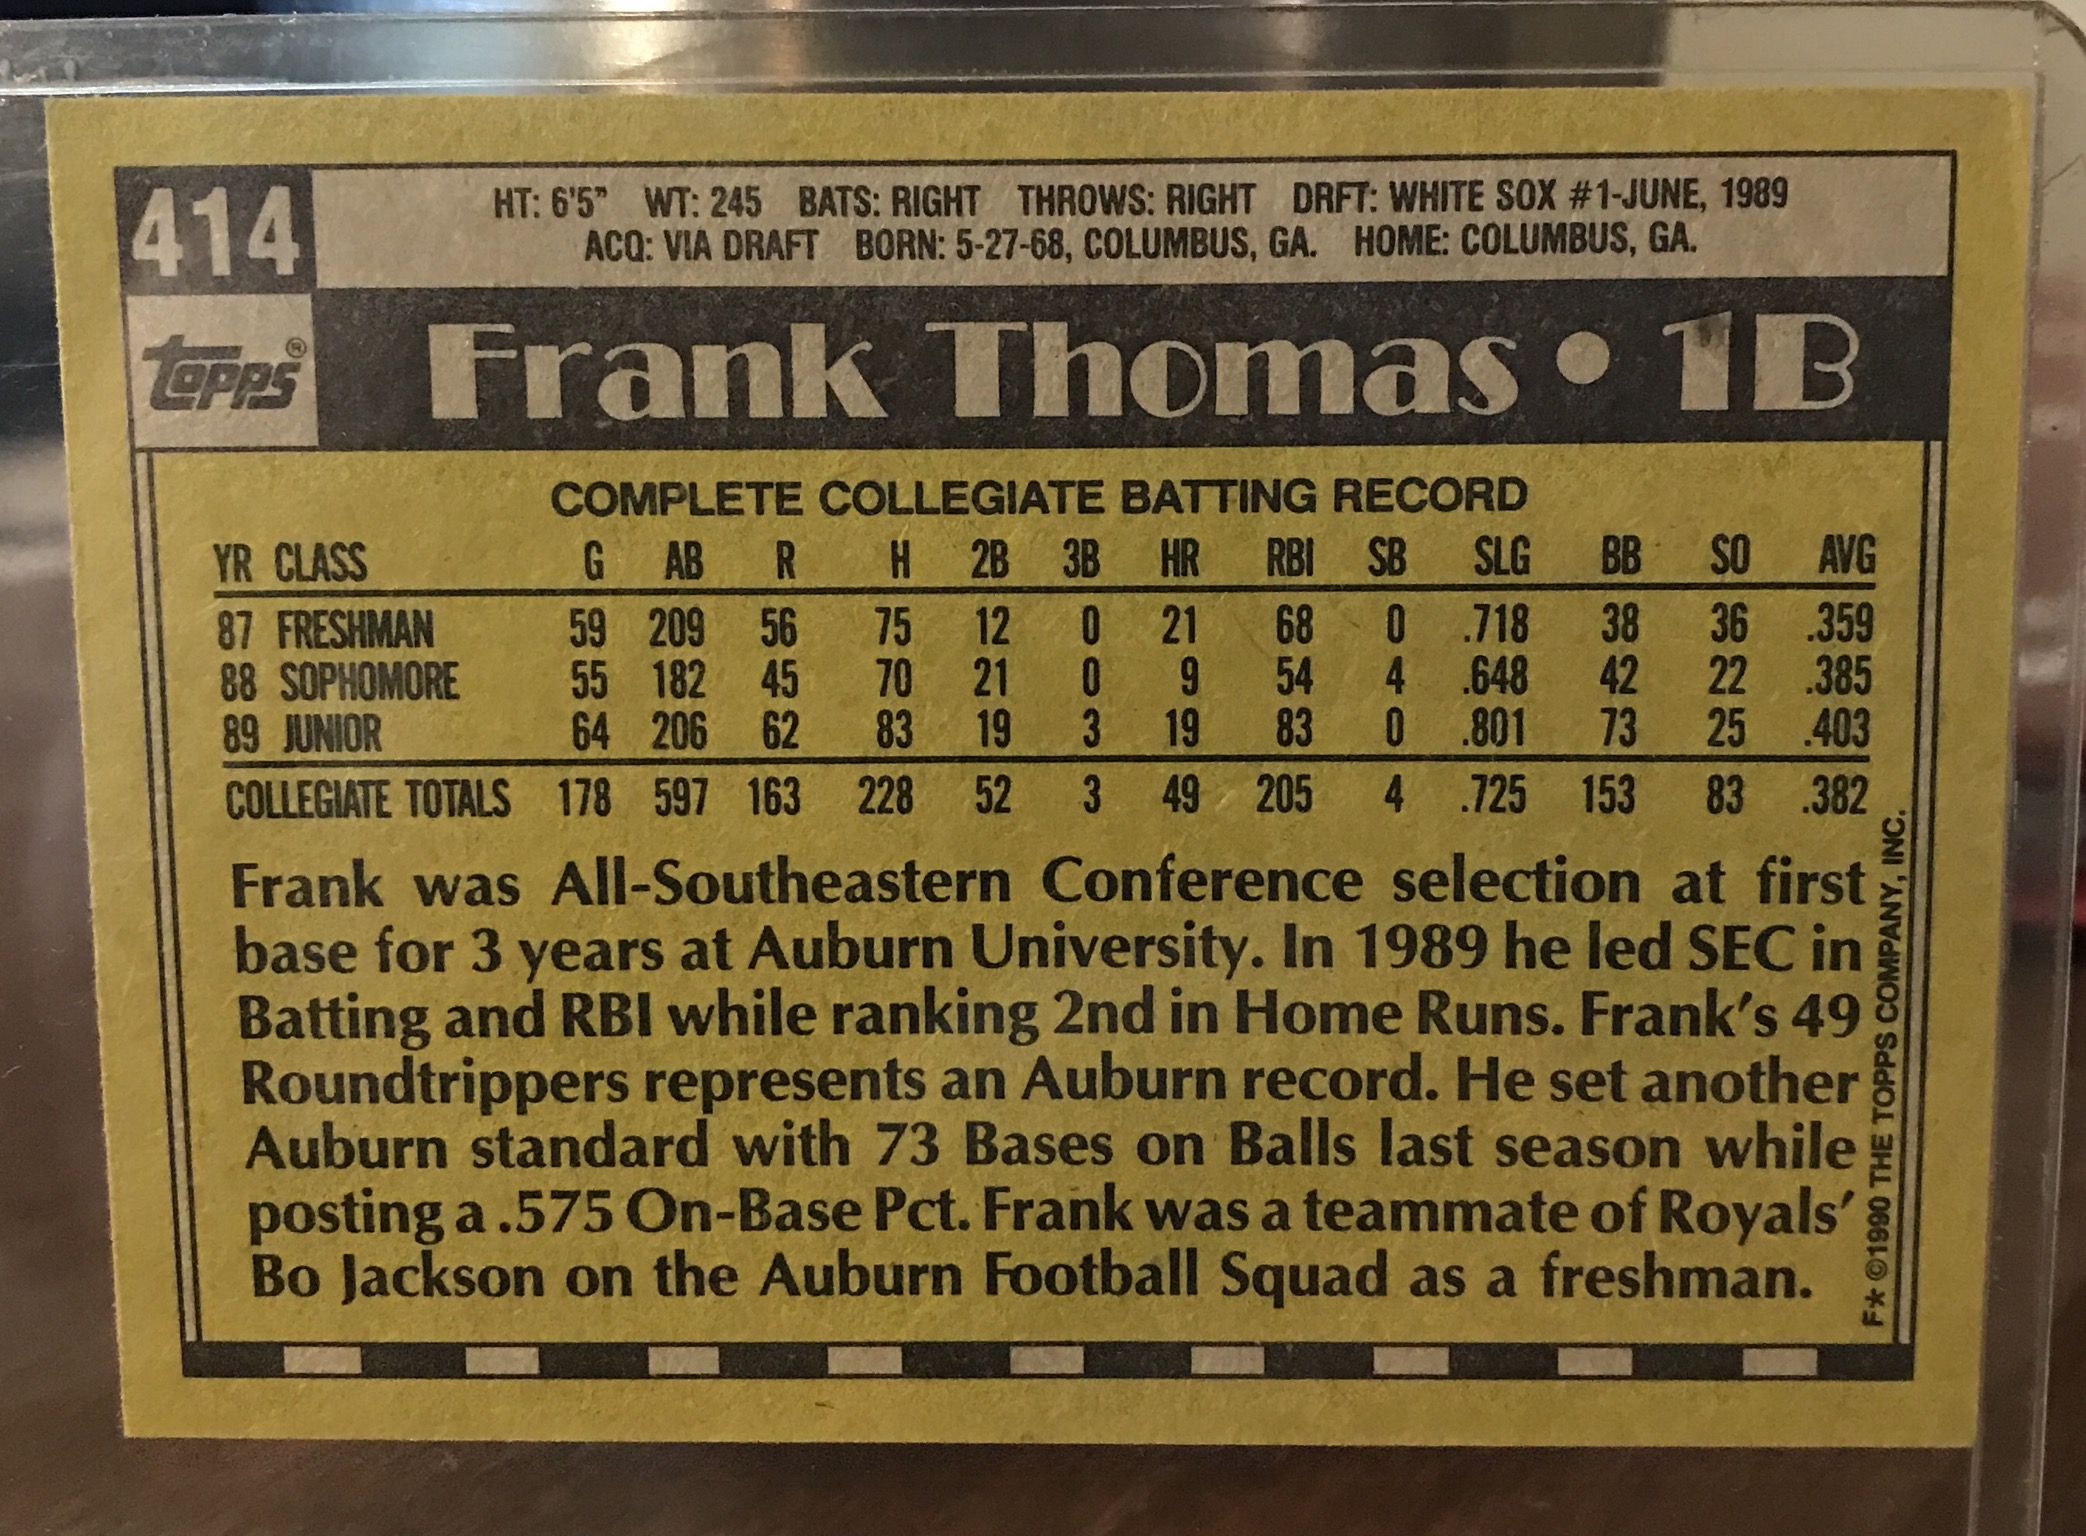 414
HT: 6'5" WT: 245 BATS: RIGHT THROWS: RIGHT DRFT: WHITE SOX #1-JUNE, 1989
ACQ: VIA DRAFT BORN: 5-27-68, COLUMBUS, GA. HOME: COLUMBUS, GA.
TOPPS®
Frank Thomas • 1B
COMPLETE COLLEGIATE BATTING RECORD
YR CLASS G AB R H 2B 3B HR RBI SB SLG BB SO AVG
87 FRESHMAN 59 209 56 75 12 0 21 68 0 .718 38 36 .359
88 SOPHOMORE 55 182 45 70 21 0 9 54 4 .648 42 22 .385
89 JUNIOR 64 206 62 83 19 3 19 83 0 .801 73 25 .403
COLLEGIATE TOTALS 178 597 163 228 52 3 49 205 4 .725 153 83 .382
Frank was All-Southeastern Conference selection at first
base for 3 years at Auburn University. In 1989 he led SEC in
Batting and RBI while ranking 2nd in Home Runs. Frank's 49
Roundtrippers represents an Auburn record. He set another
Auburn standard with 73 Bases on Balls last season while
posting a .575 On-Base Pct. Frank was a teammate of Royals'
Bo Jackson on the Auburn Football Squad as a freshman.
F* ©1990 THE TOPPS COMPANY, INC.